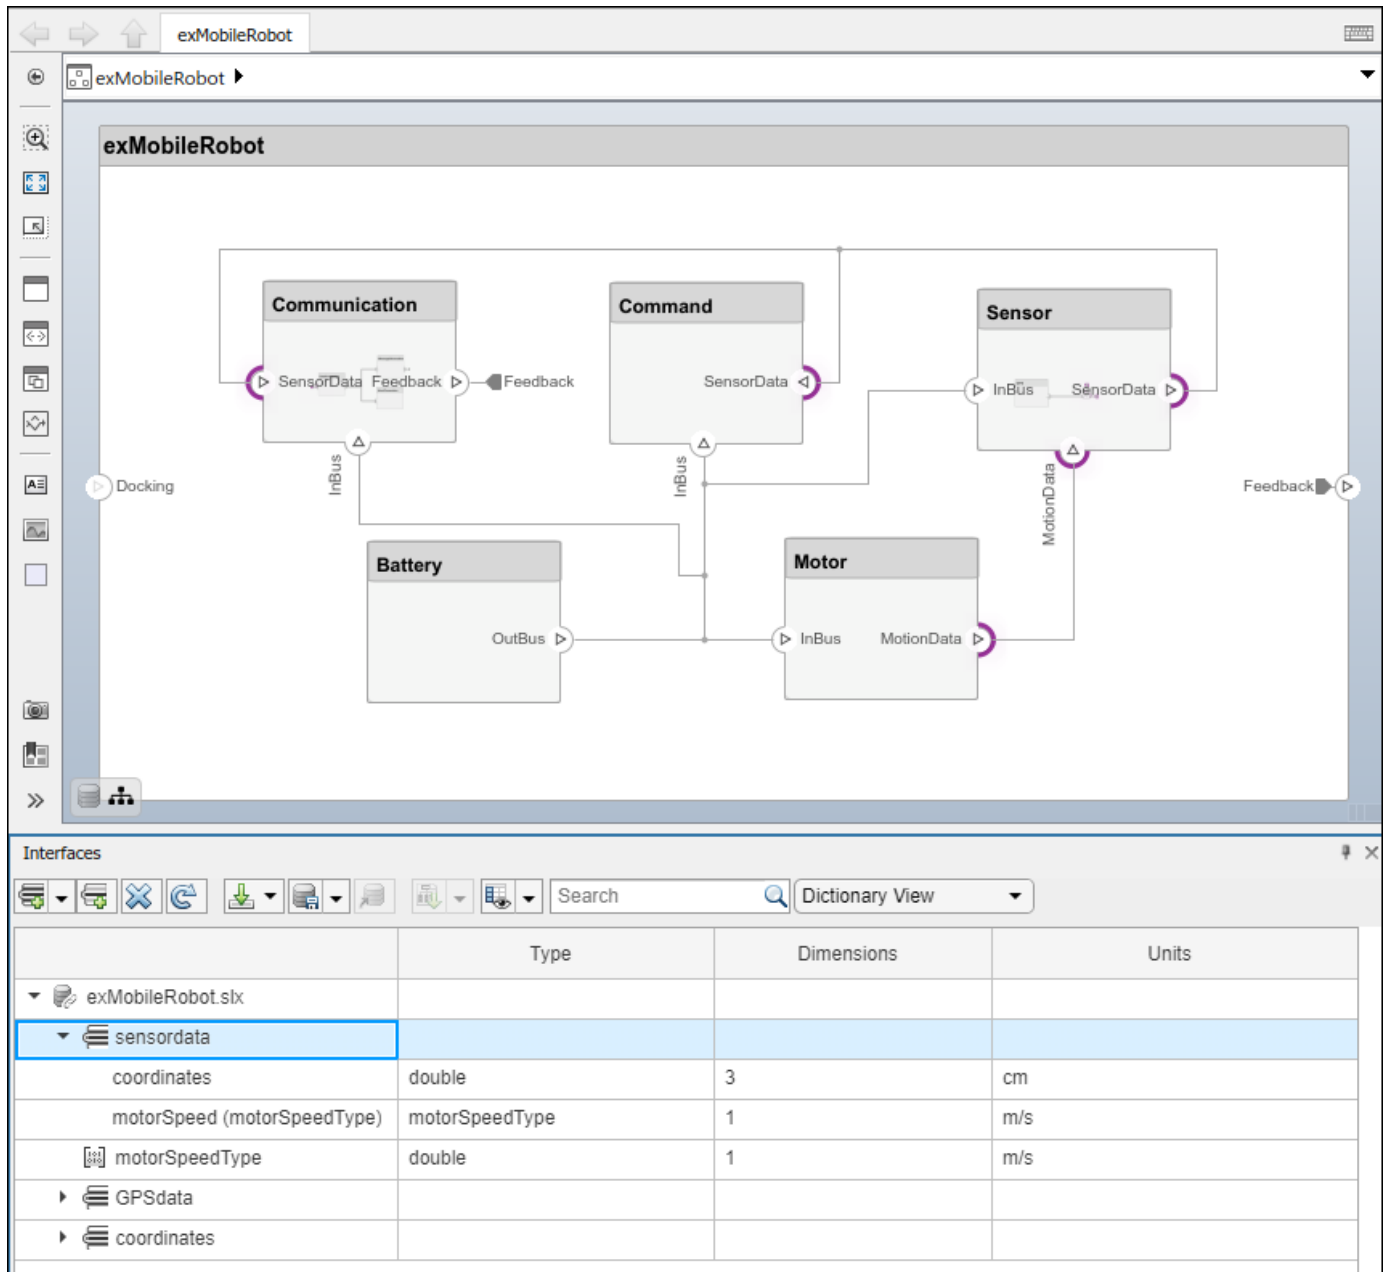 exMobileRobot
exMobileRobot
exMobileRobot
Communication
SensorData
Feedback
Feedback
InBus
Command
SensorData
InBus
Sensor
InBus
SensorData
MotionData
Docking
Feedback
Battery
OutBus
Motor
InBus
MotionData
Interfaces
Search
Dictionary View
Type Dimensions Units
exMobileRobot.slx
sensordata
coordinates double 3 cm
motorSpeed (motorSpeedType) motorSpeedType 1 m/s
motorSpeedType double 1 m/s
GPSdata
coordinates